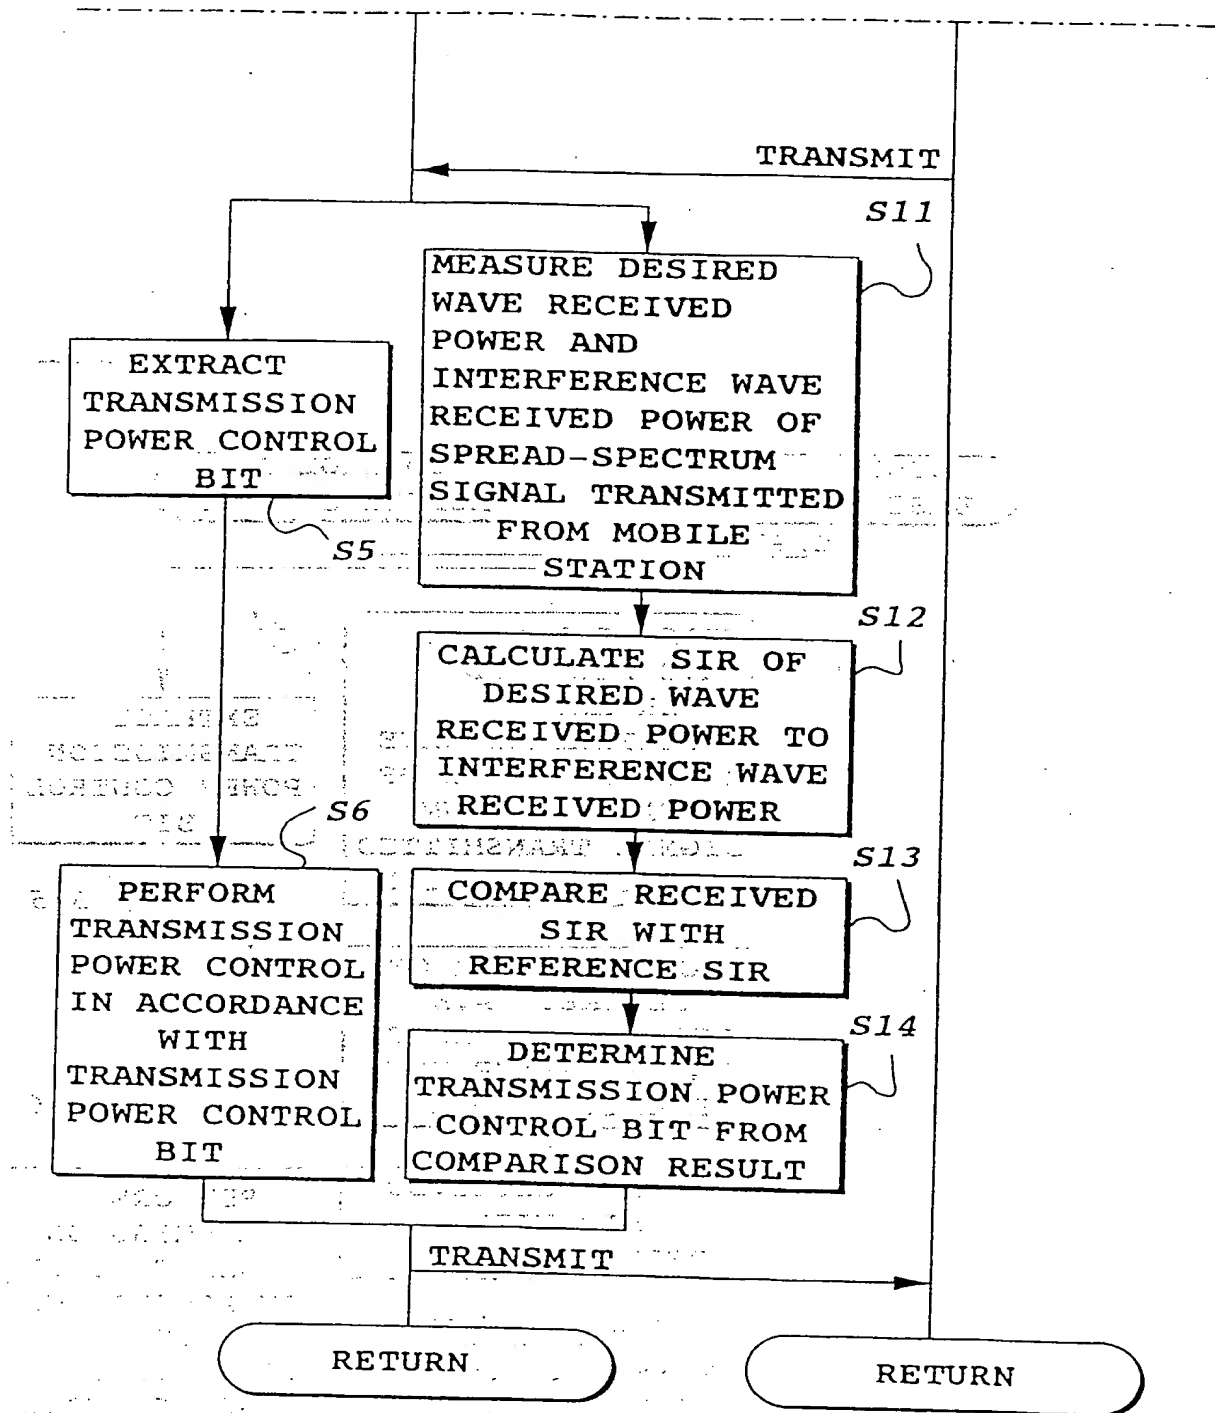 TRANSMIT
S11
MEASURE DESIRED
WAVE RECEIVED
POWER AND
INTERFERENCE WAVE
RECEIVED POWER OF
SPREAD-SPECTRUM
SIGNAL TRANSMITTED
FROM MOBILE
STATION
EXTRACT
TRANSMISSION
POWER CONTROL
BIT
S5
S12
CALCULATE SIR OF
DESIRED WAVE
RECEIVED POWER TO
INTERFERENCE WAVE
RECEIVED POWER
S6
PERFORM
TRANSMISSION
POWER CONTROL
IN ACCORDANCE
WITH
TRANSMISSION
POWER CONTROL
BIT
S13
COMPARE RECEIVED
SIR WITH
REFERENCE SIR
S14
DETERMINE
TRANSMISSION POWER
CONTROL BIT FROM
COMPARISON RESULT
TRANSMIT
RETURN
RETURN